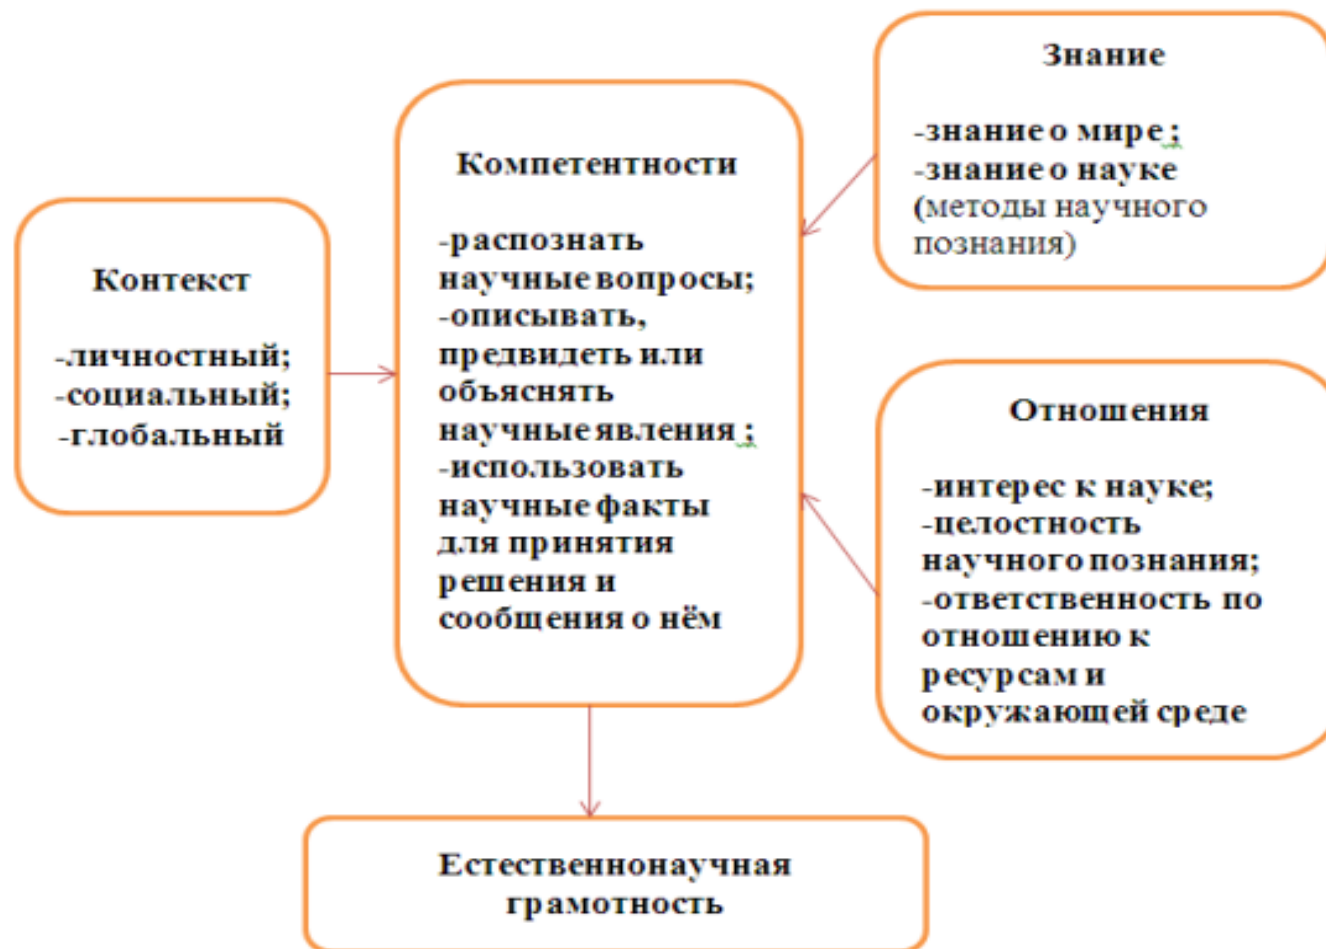 Контекст
-личностный;
-социальный;
-глобальный
Компетентности
-распознать
научные вопросы;
-описывать,
предвидеть или
объяснять
научные явления ;
-использовать
научные факты
для принятия
решения и
сообщения о нём
Знание
-знание о мире ;
-знание о науке
(методы научного
познания)
Отношения
-интерес к науке;
-целостность
научного познания;
-ответственность по
отношению к
ресурсам и
окружающей среде
Естественнонаучная
грамотность